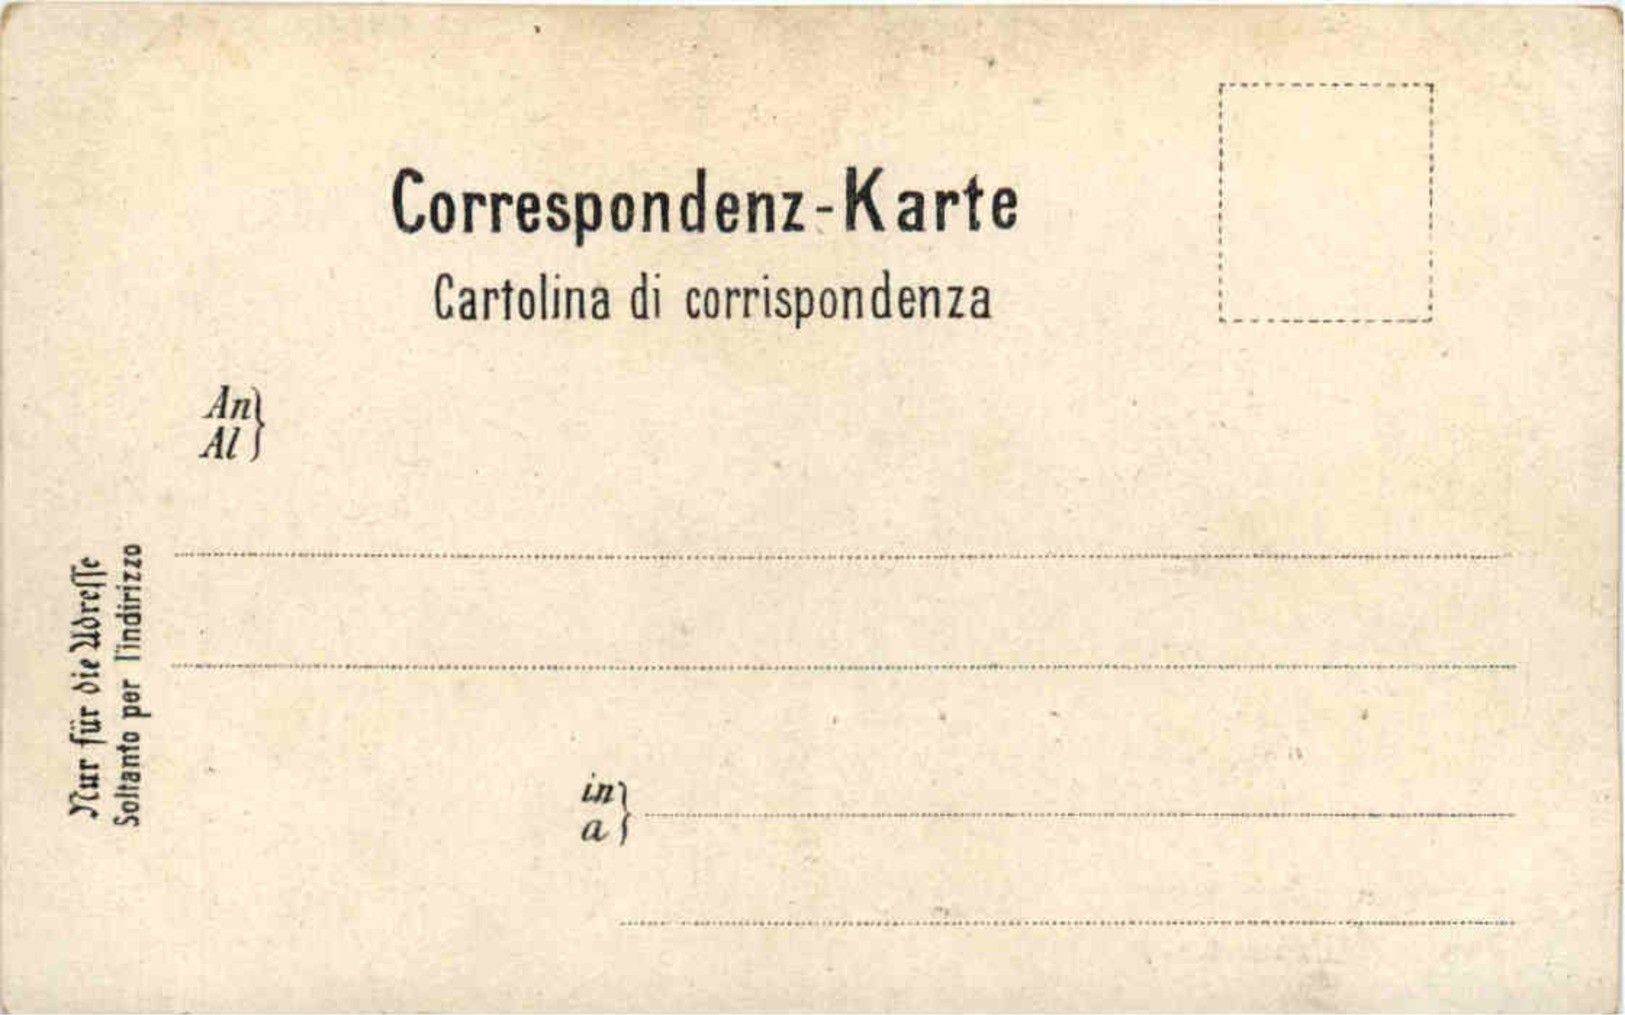 Correspondenz-Karte
Cartolina di corrispondenza
An
Al
Nur für die Adresse
Soltanto per l'indirizzo
in
a